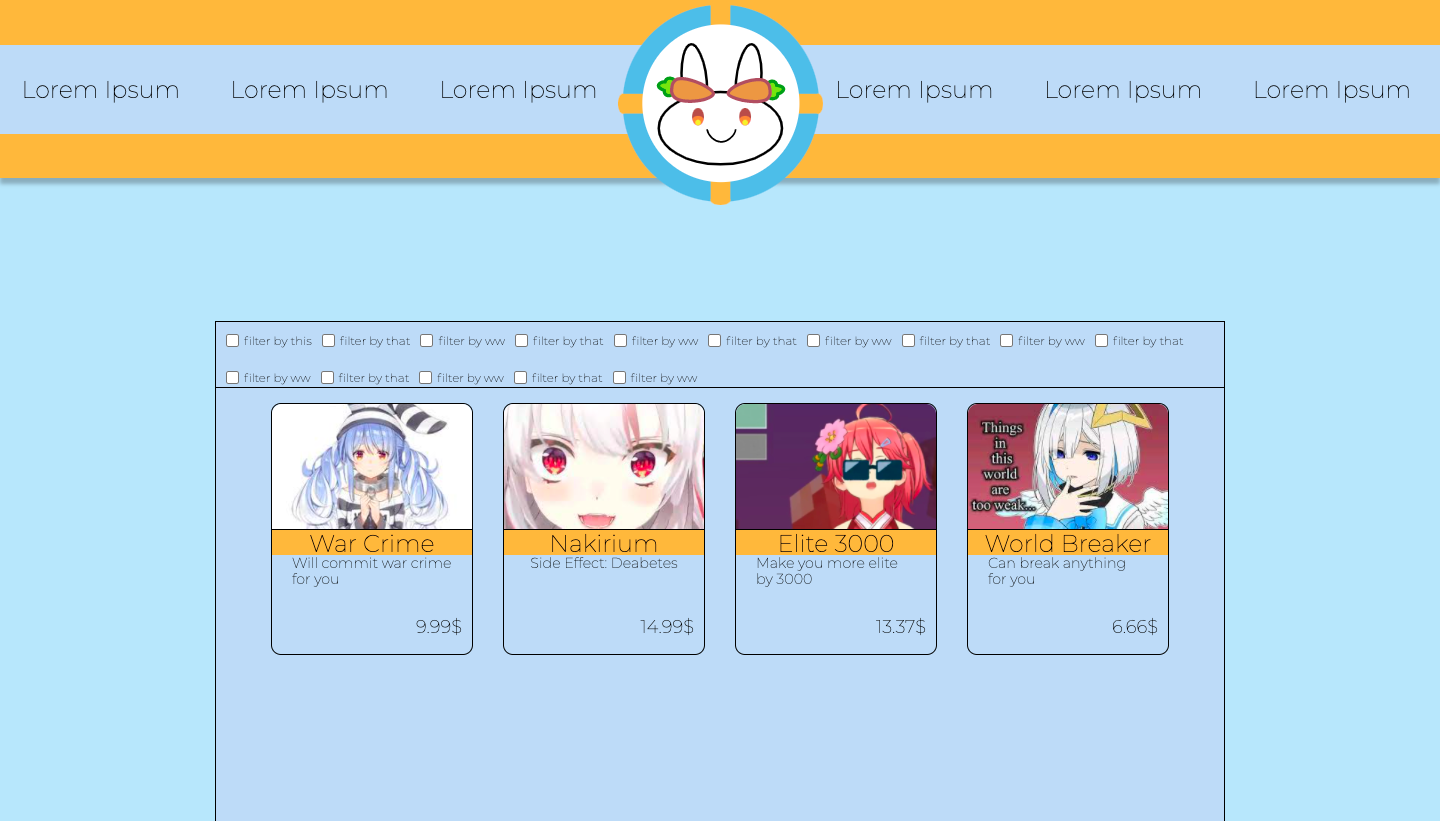 Lorem Ipsum Lorem Ipsum Lorem Ipsum Lorem Ipsum Lorem Ipsum Lorem Ipsum
filter by this filter by that filter by ww filter by that filter by ww filter by that filter by ww filter by that filter by ww filter by that
filter by ww filter by that filter by ww filter by that filter by ww
Things
in
this
world
are
too weak...
War Crime
Will commit war crime
for you
9.99$
Nakirium
Side Effect: Deabetes
14.99$
Elite 3000
Make you more elite
by 3000
13.37$
World Breaker
Can break anything
for you
6.66$